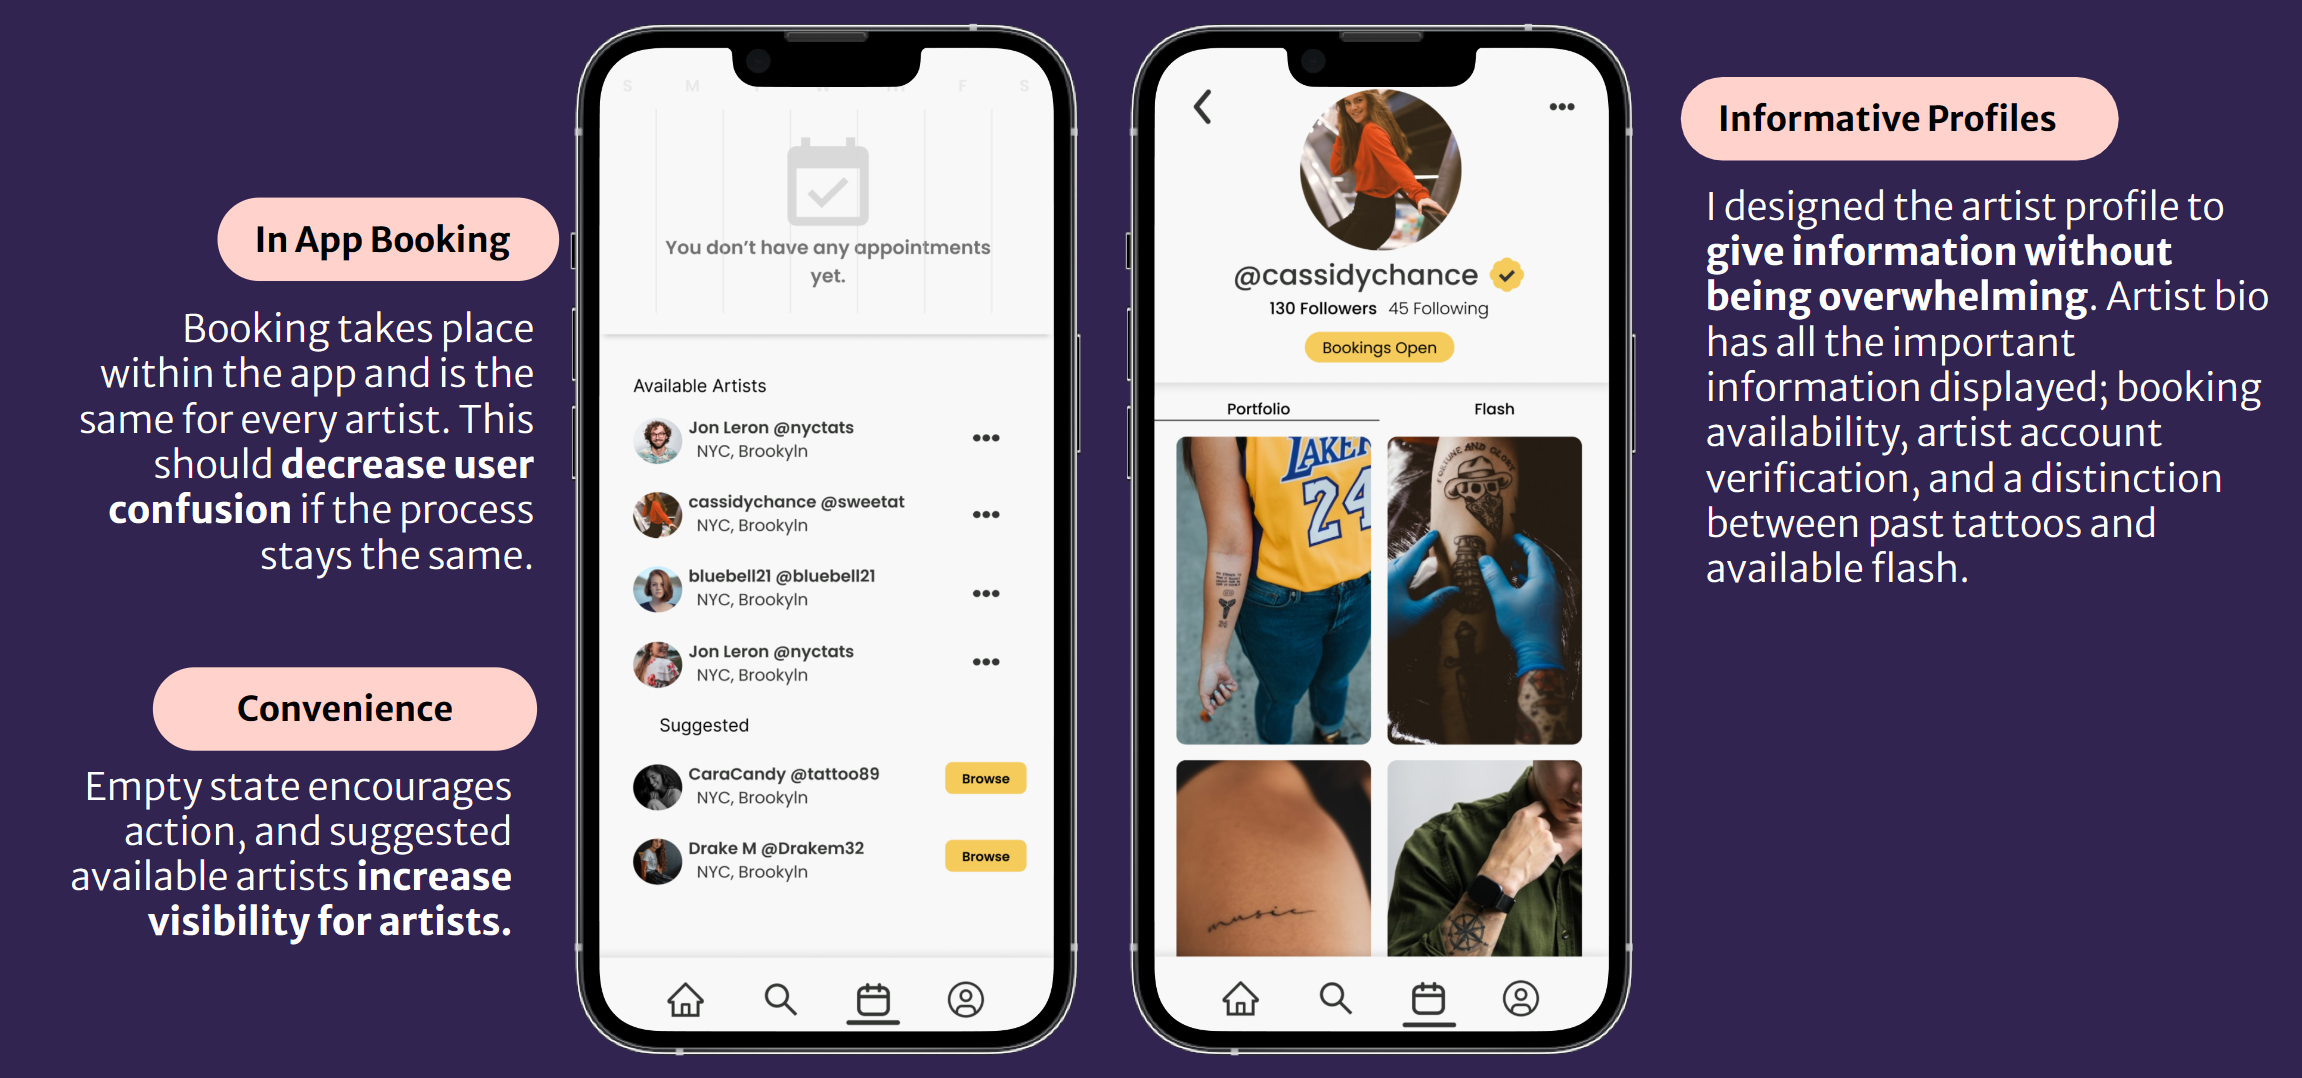 In App Booking
Booking takes place
within the app and is the
same for every artist. This
should decrease user
confusion if the process
stays the same.
Convenience
Empty state encourages
action, and suggested
available artists increase
visibility for artists.
S M F S
You don't have any appointments
yet.
Available Artists
Jon Leron @nyctats
NYC, Brookyln
cassidychance @sweetat
NYC, Brookyln
bluebell21 @bluebell21
NYC, Brookyln
Jon Leron @nyctats
NYC, Brookyln
Suggested
CaraCandy @tattoo89
NYC, Brookyln
Browse
Drake M @Drakem32
NYC, Brookyln
Browse
@cassidychance
130 Followers 45 Following
Bookings Open
Portfolio Flash
LAKER
24
FORTUNE AND GLORY
music
Informative Profiles
I designed the artist profile to
give information without
being overwhelming. Artist bio
has all the important
information displayed; booking
availability, artist account
verification, and a distinction
between past tattoos and
available flash.